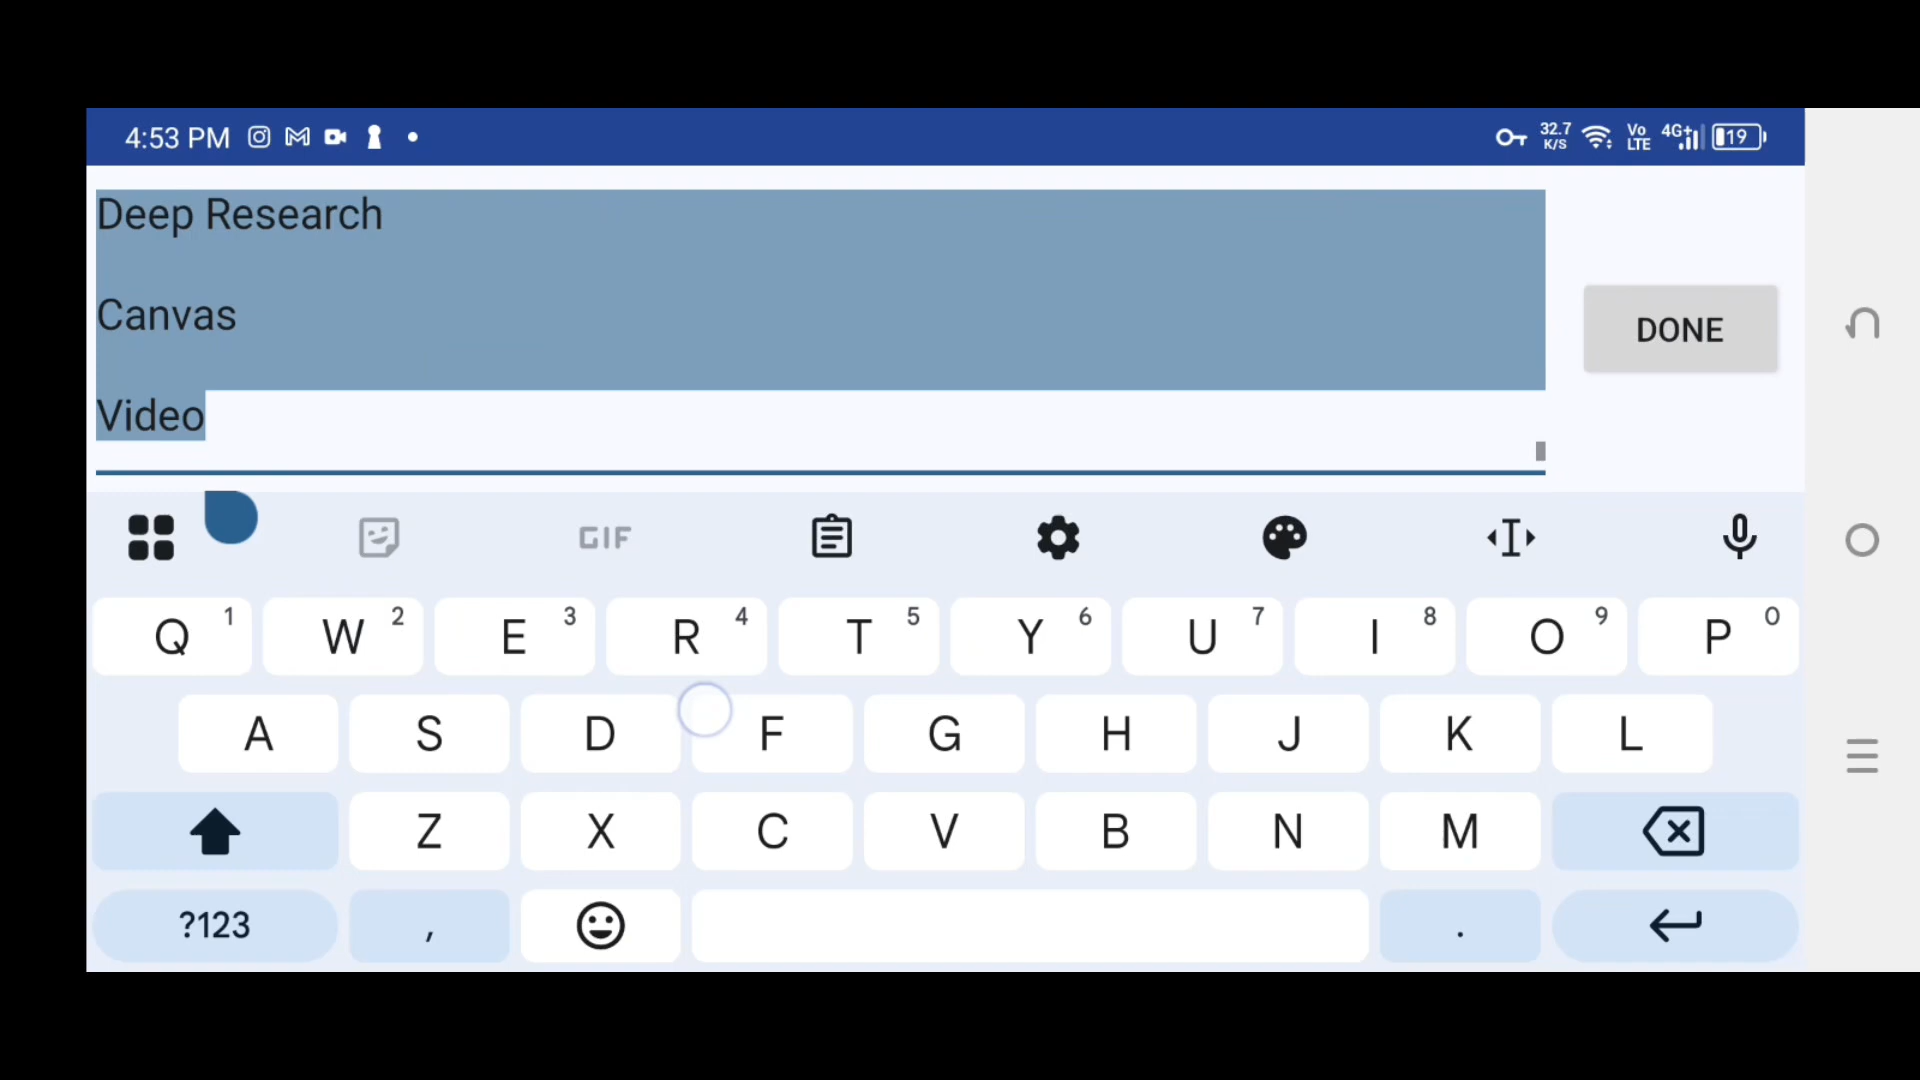 4:53 PM 32.7 K/S Vo LTE 4G+ 19
Deep Research
Canvas
Video
DONE
GIF
Q 1 W 2 E 3 R 4 T 5 Y 6 U 7 I 8 O 9 P 0
A S D F G H J K L
Z X C V B N M
?123 , .